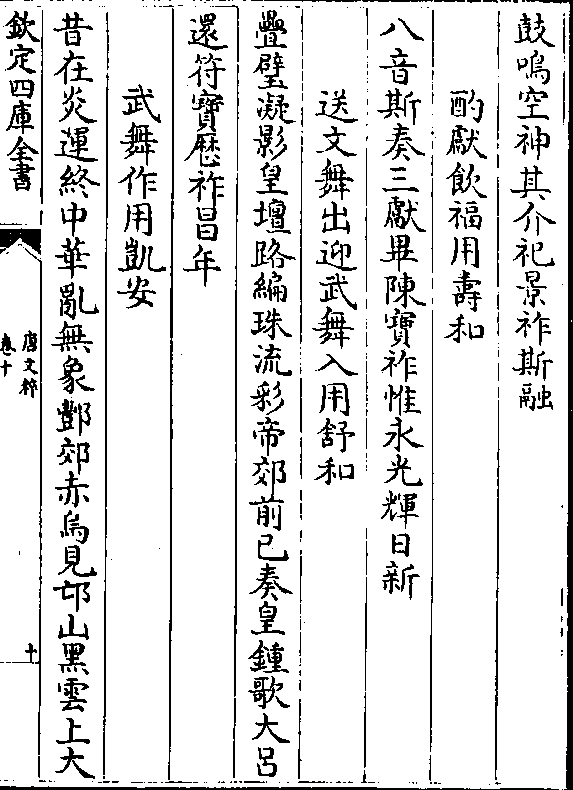 鼓鳴空神其介祀景祚斯融
酌獻飲福用壽和
八音斯奏三獻畢陳寶祚惟永光輝日新
送文舞出迎武舞入用舒和
疊璧凝影皇壇路編珠流彩帝郊前已奏皇鍾歌大呂
還符寶歷祚昌年
武舞作用凱安
昔在炎運終中華亂無象酆郊赤烏見邙山黑雲上大
欽定四庫全書
唐文粹
卷十
十